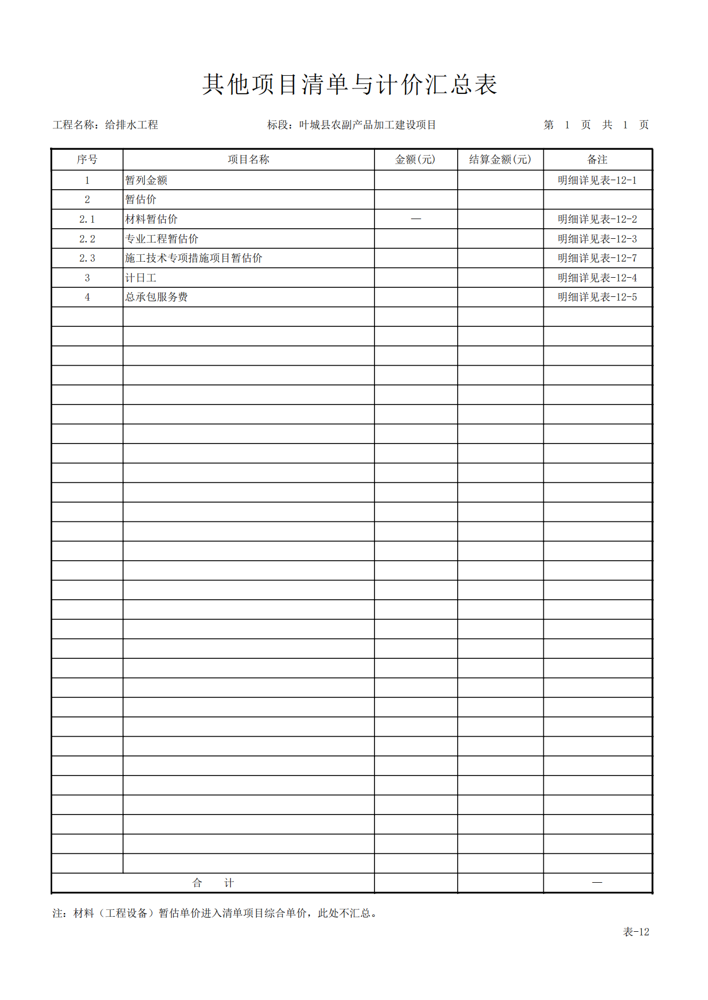 其他项目清单与计价汇总表
工程名称：给排水工程 标段：叶城县农副产品加工建设项目 第 1 页 共 1 页
序号 项目名称 金额(元) 结算金额(元) 备注
1 暂列金额 明细详见表-12-1
2 暂估价
2.1 材料暂估价 — 明细详见表-12-2
2.2 专业工程暂估价 明细详见表-12-3
2.3 施工技术专项措施项目暂估价 明细详见表-12-7
3 计日工 明细详见表-12-4
4 总承包服务费 明细详见表-12-5
合 计 —
注：材料（工程设备）暂估单价进入清单项目综合单价，此处不汇总。
表-12